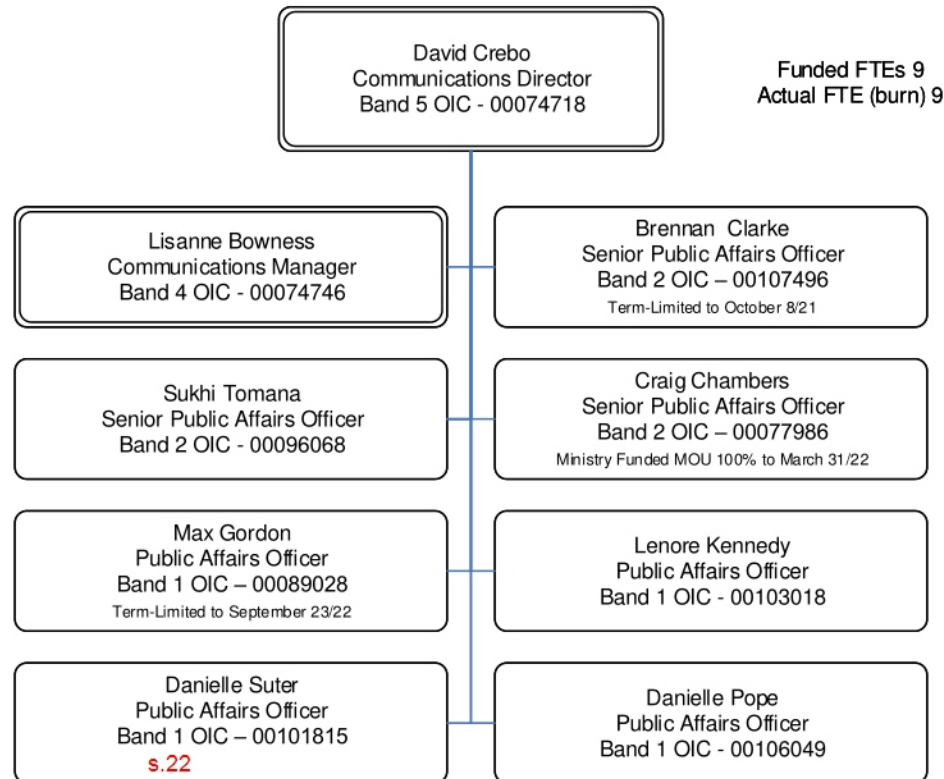 David Crebo
Communications Director
Band 5 OIC - 00074718
Funded FTEs 9
Actual FTE (burn) 9
Lisanne Bowness
Communications Manager
Band 4 OIC - 00074746
Brennan Clarke
Senior Public Affairs Officer
Band 2 OIC – 00107496
Term-Limited to October 8/21
Sukhi Tomana
Senior Public Affairs Officer
Band 2 OIC - 00096068
Craig Chambers
Senior Public Affairs Officer
Band 2 OIC – 00077986
Ministry Funded MOU 100% to March 31/22
Max Gordon
Public Affairs Officer
Band 1 OIC – 00089028
Term-Limited to September 23/22
Lenore Kennedy
Public Affairs Officer
Band 1 OIC - 00103018
Danielle Suter
Public Affairs Officer
Band 1 OIC – 00101815
s.22
Danielle Pope
Public Affairs Officer
Band 1 OIC - 00106049